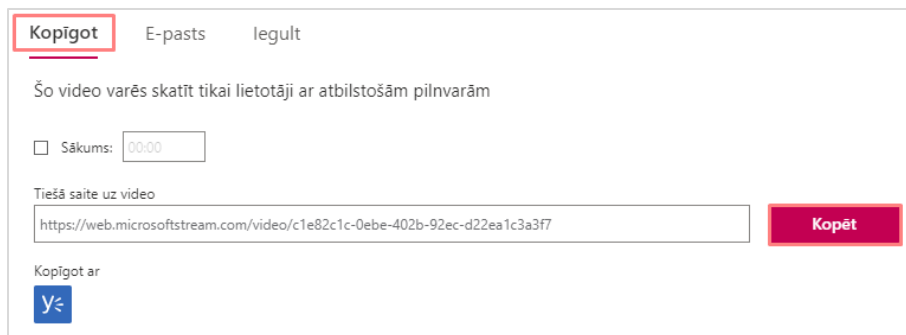 Kopīgot E-pasts Iegult
Šo video varēs skatīt tikai lietotāji ar atbilstošām pilnvarām
Sākums: 00:00
Tiešā saite uz video
https://web.microsoftstream.com/video/c1e82c1c-0ebe-402b-92ec-d22ea1c3a3f7 Kopēt
Kopīgot ar